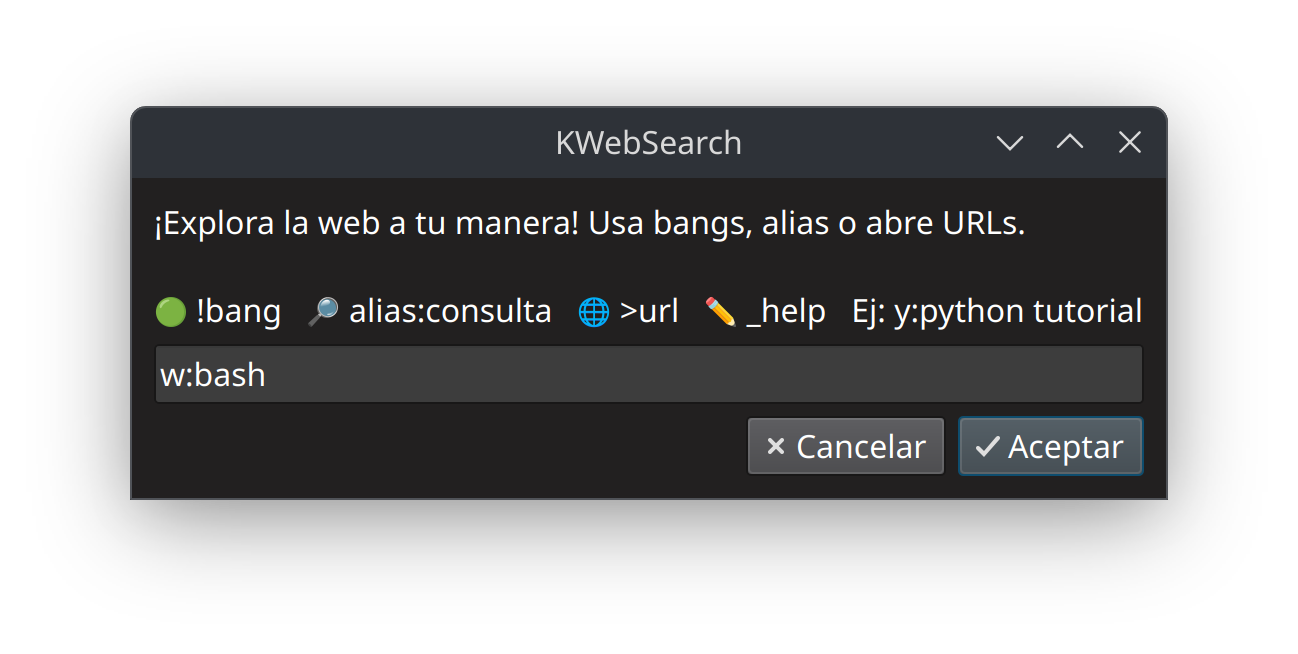 KWebSearch
¡Explora la web a tu manera! Usa bangs, alias o abre URLs.
🟢 !bang 🔎 alias:consulta 🌐 >url ✏️ _help Ej: y:python tutorial
w:bash
Cancelar Aceptar